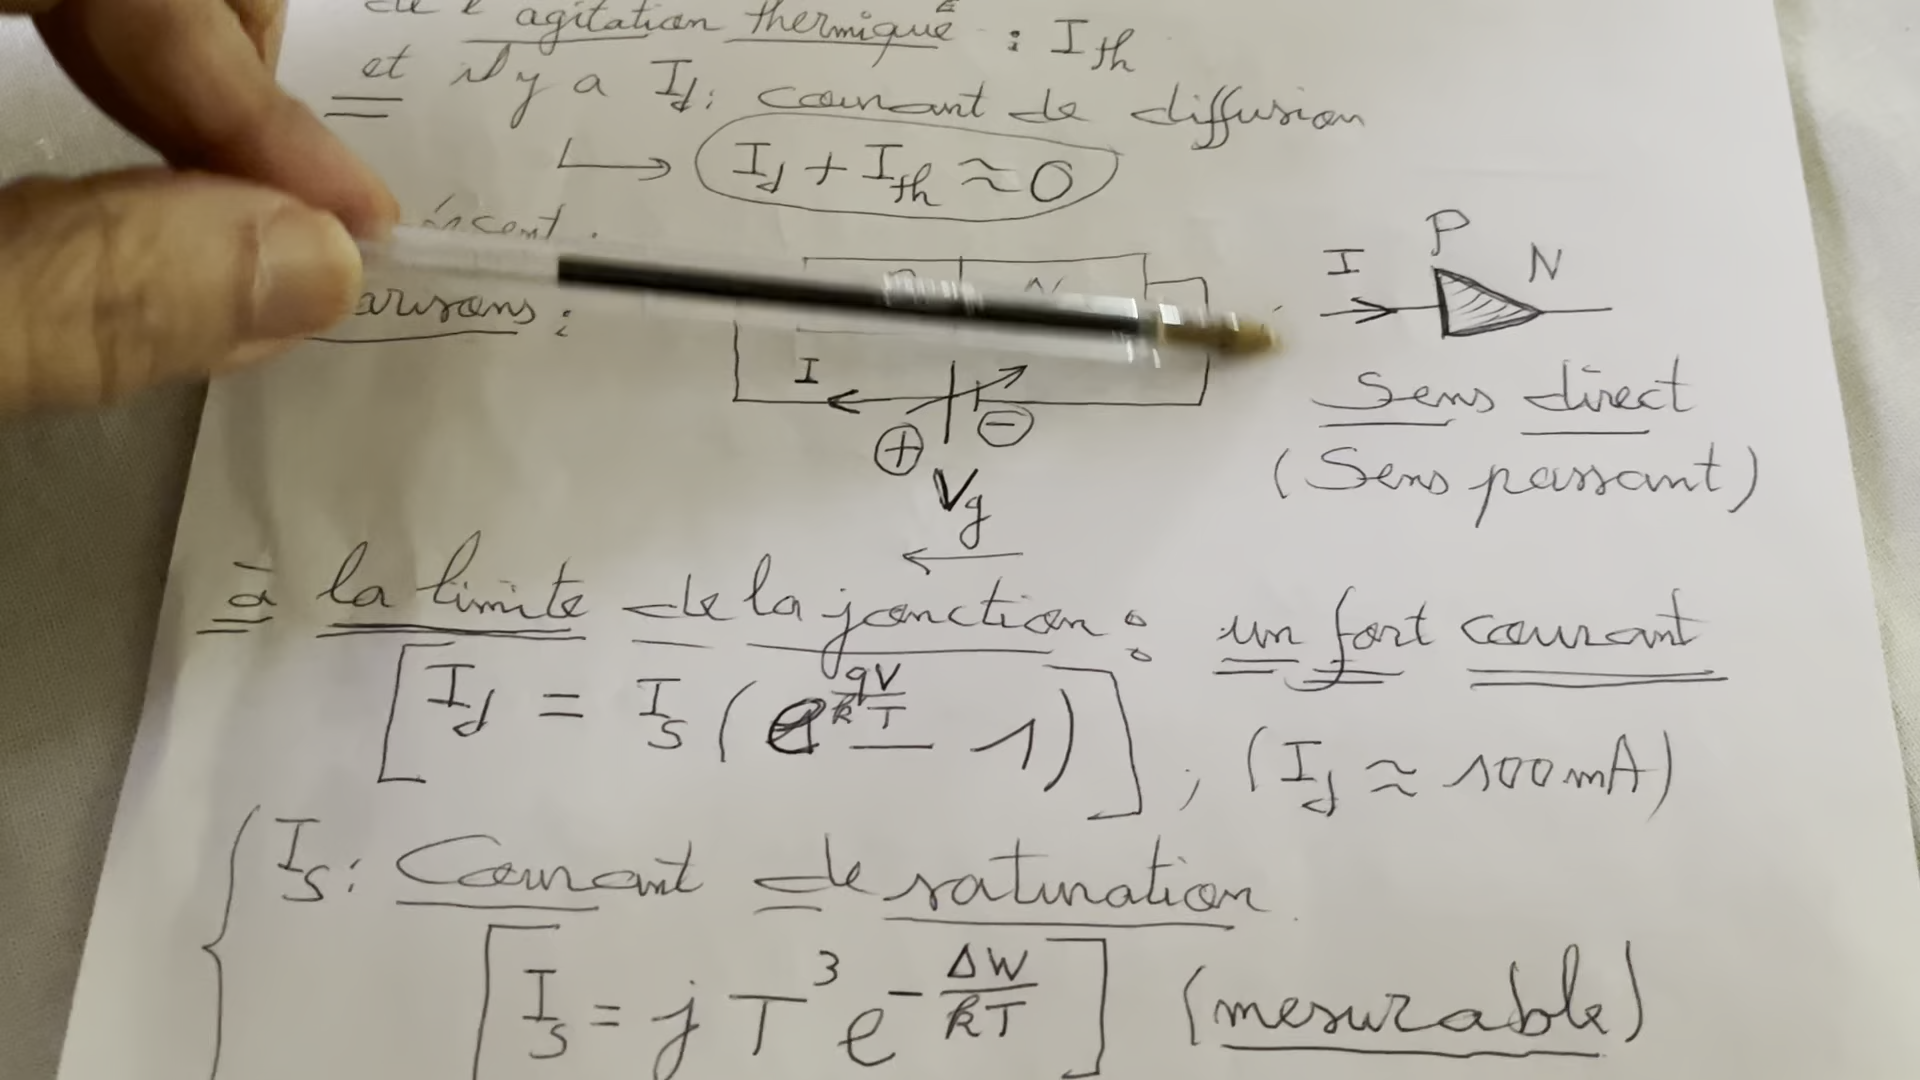 de l'agitation thermique : Ith
et il y a Id : courant de diffusion
Id + Ith ≈ 0
I
P N
I
+ -
Vg
Sens direct
(Sens passant)
à la limite de la jonction : un fort courant
[Id = Is (e^(qV/kT) - 1)] ; (Id ≈ 100mA)
Is : Courant de saturation
[Is = j T³ e^(-ΔW/kT)] (mesurable)